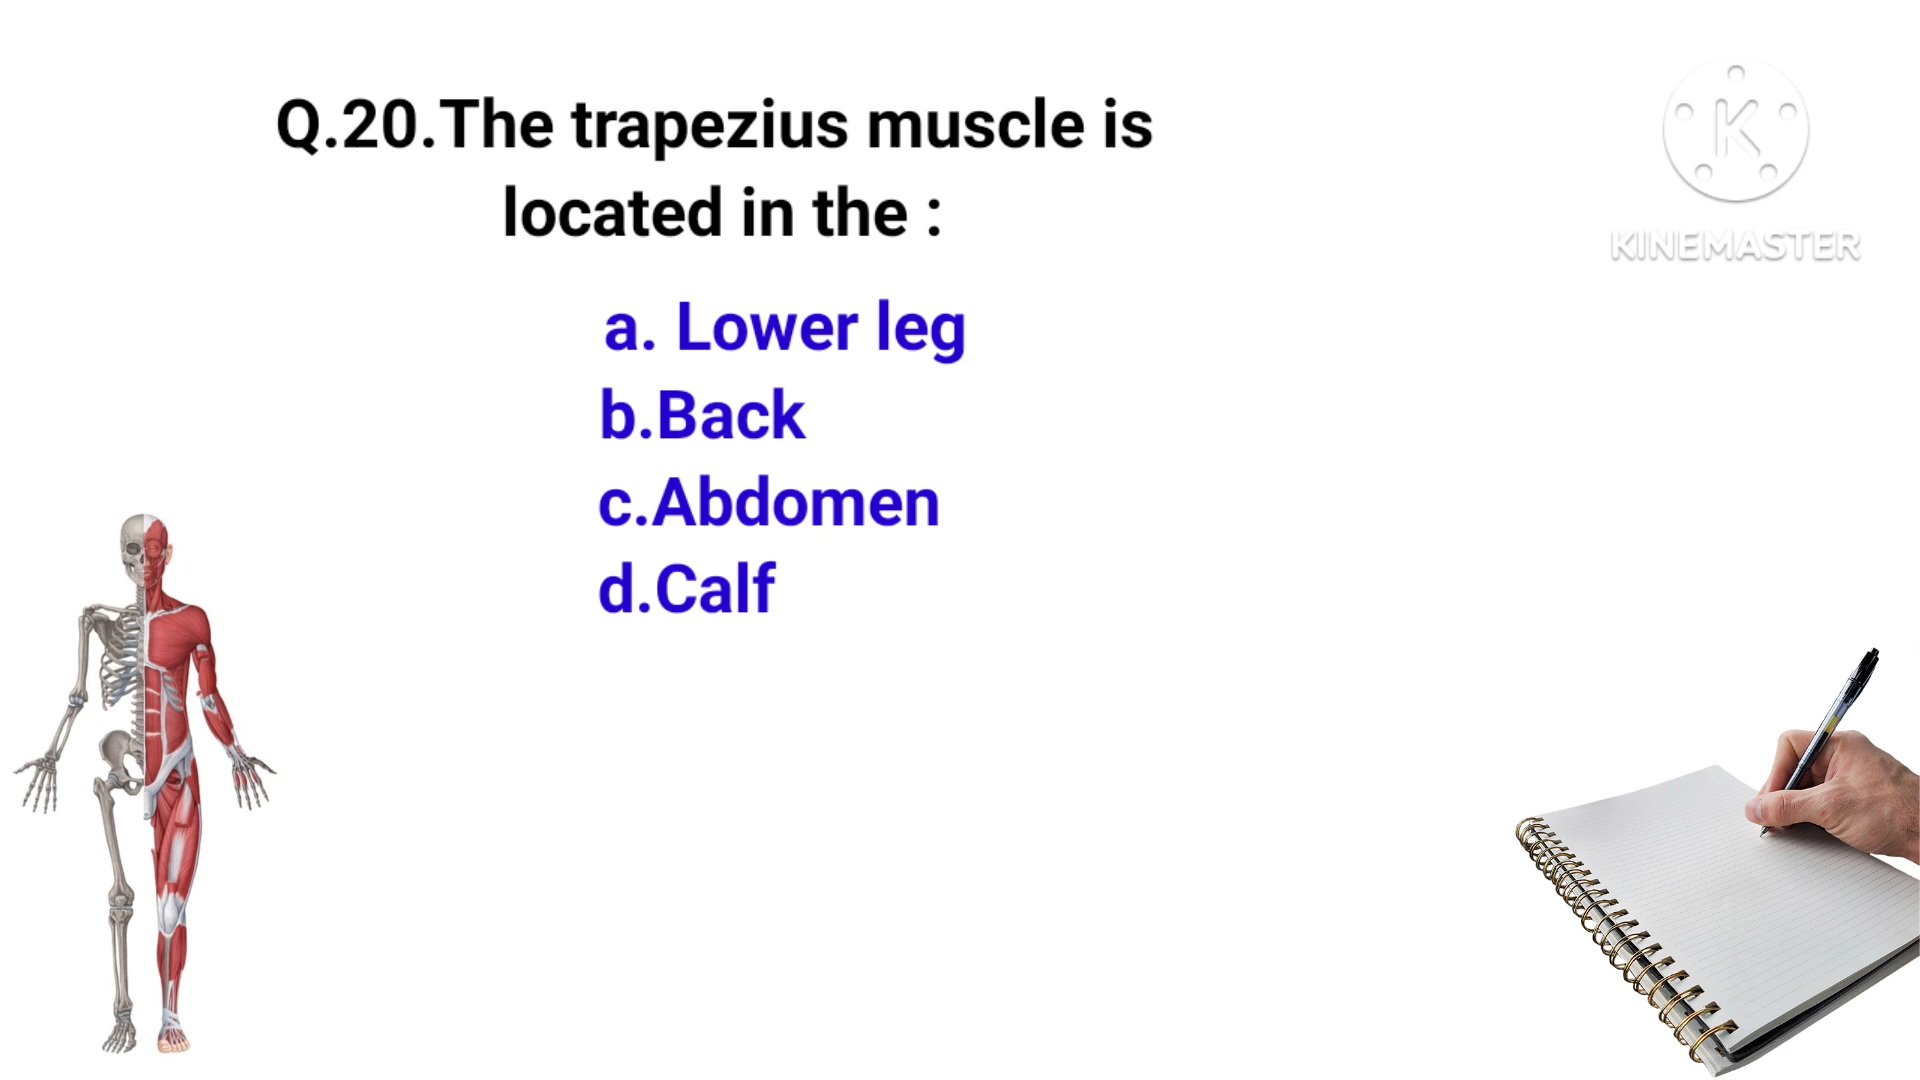 Q.20.The trapezius muscle is
located in the :
a. Lower leg
b.Back
c.Abdomen
d.Calf
K
KINEMASTER